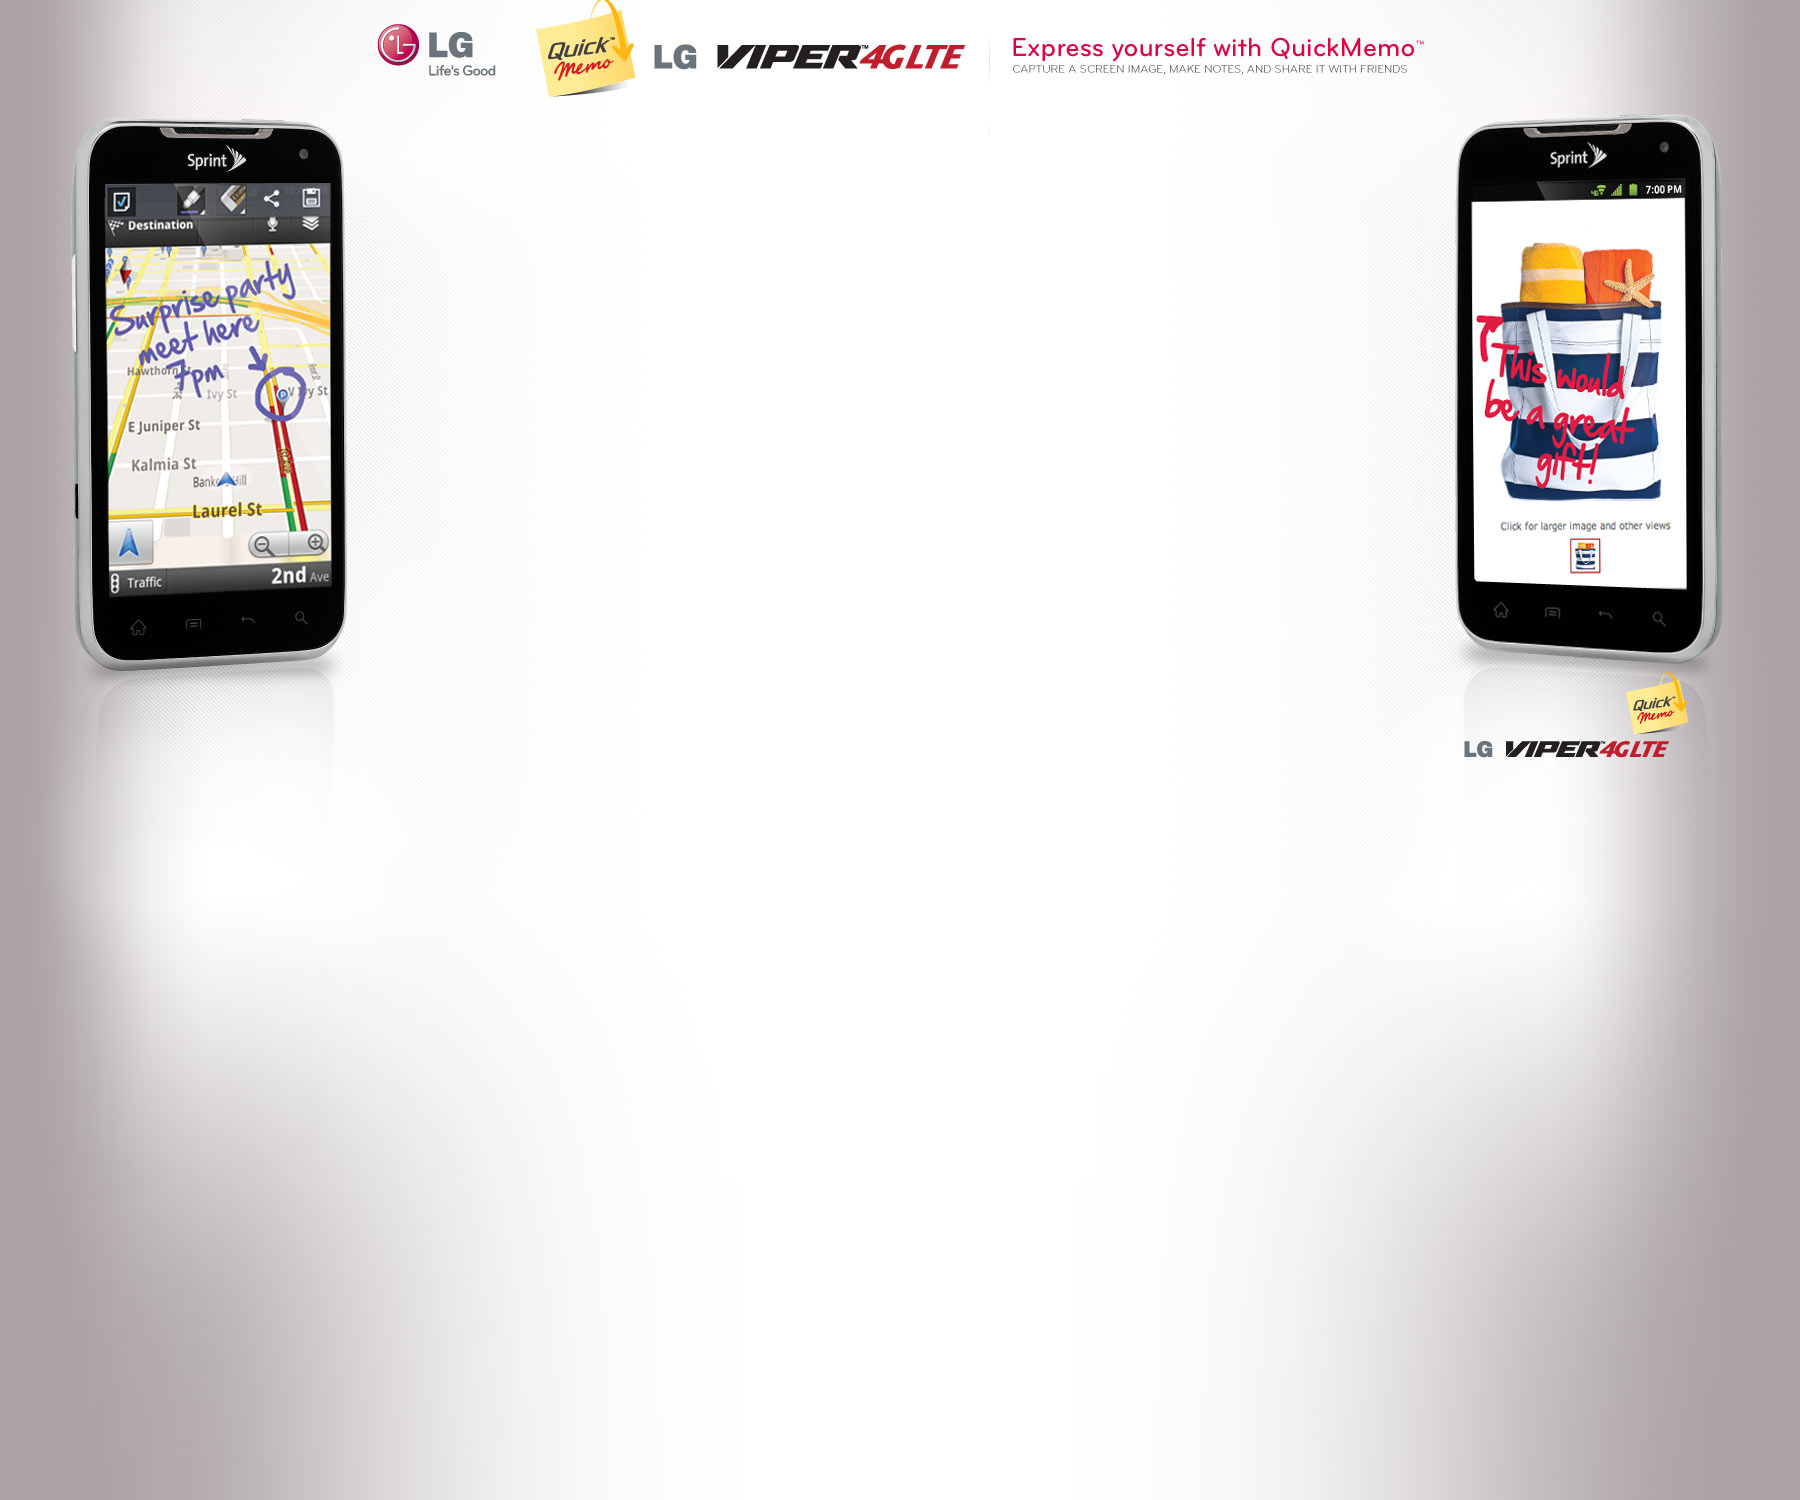 LG
Life's Good
Quick™
Memo
LG VIPER™ 4G LTE
Express yourself with QuickMemo™
CAPTURE A SCREEN IMAGE, MAKE NOTES, AND SHARE IT WITH FRIENDS
Sprint
Destination
Surprise party
meet here
7pm
Hawthorn St
Ivy St
W Ivy St
E Juniper St
Kalmia St
Bankers Hill
Laurel St
Traffic
2nd Ave
Sprint
7:00 PM
This would
be a great
gift!
Click for larger image and other views
Quick™
Memo
LG VIPER™ 4G LTE